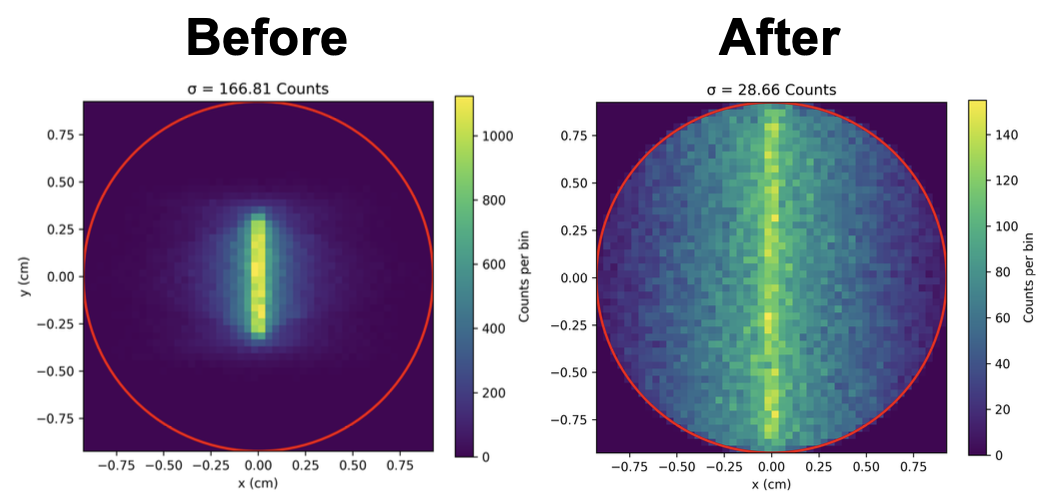 Before
After
σ = 166.81 Counts
0.75
0.50
0.25
0.00
−0.25
−0.50
−0.75
y (cm)
−0.75 −0.50 −0.25 0.00 0.25 0.50 0.75
x (cm)
1000
800
600
400
200
0
Counts per bin
σ = 28.66 Counts
0.75
0.50
0.25
0.00
−0.25
−0.50
−0.75
−0.75 −0.50 −0.25 0.00 0.25 0.50 0.75
x (cm)
140
120
100
80
60
40
20
0
Counts per bin